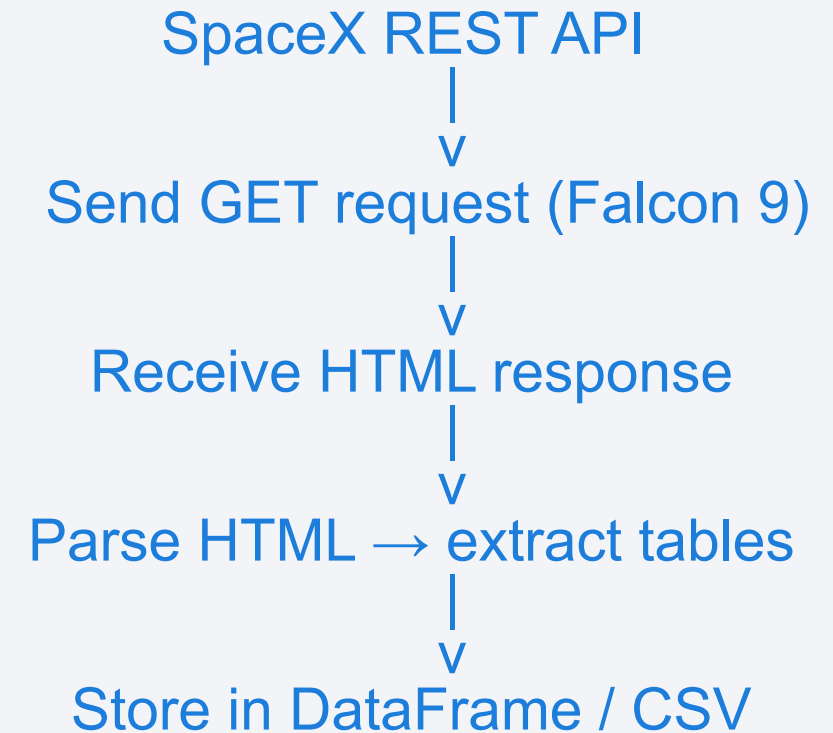 SpaceX REST API
|
v
Send GET request (Falcon 9)
|
v
Receive HTML response
|
v
Parse HTML → extract tables
|
v
Store in DataFrame / CSV